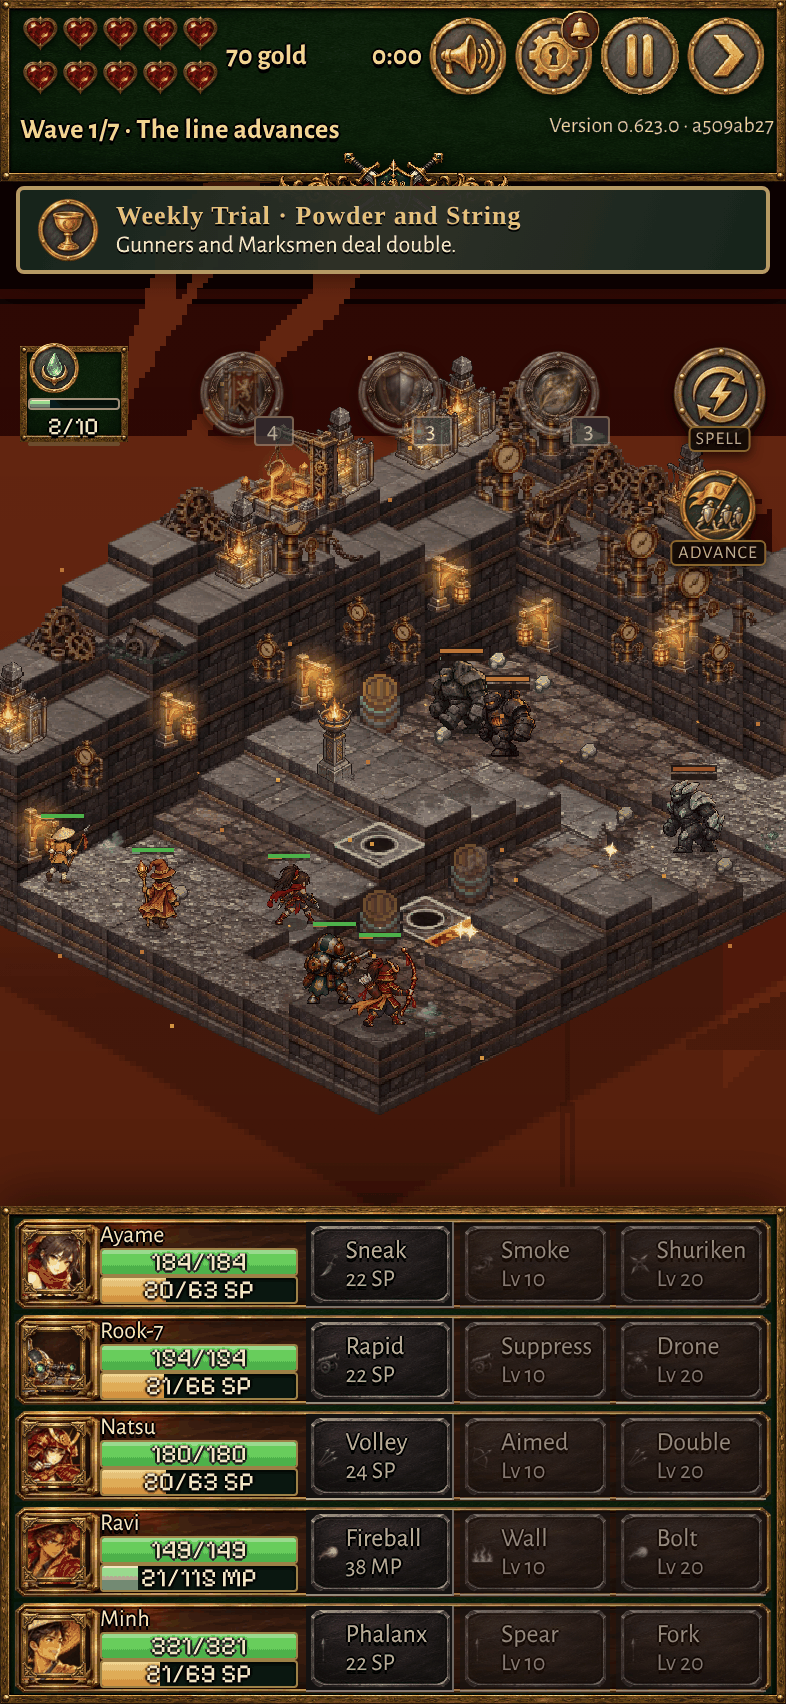 70 gold
0:00
Wave 1/7 · The line advances
Version 0.623.0 · a509ab27
Weekly Trial · Powder and String
Gunners and Marksmen deal double.
2/10
4
3
3
SPELL
ADVANCE
Ayame
184/184
20/63 SP
Sneak
22 SP
Smoke
Lv 10
Shuriken
Lv 20
Rook-7
194/194
21/66 SP
Rapid
22 SP
Suppress
Lv 10
Drone
Lv 20
Natsu
180/180
20/63 SP
Volley
24 SP
Aimed
Lv 10
Double
Lv 20
Ravi
149/149
21/118 MP
Fireball
38 MP
Wall
Lv 10
Bolt
Lv 20
Minh
321/321
21/69 SP
Phalanx
22 SP
Spear
Lv 10
Fork
Lv 20